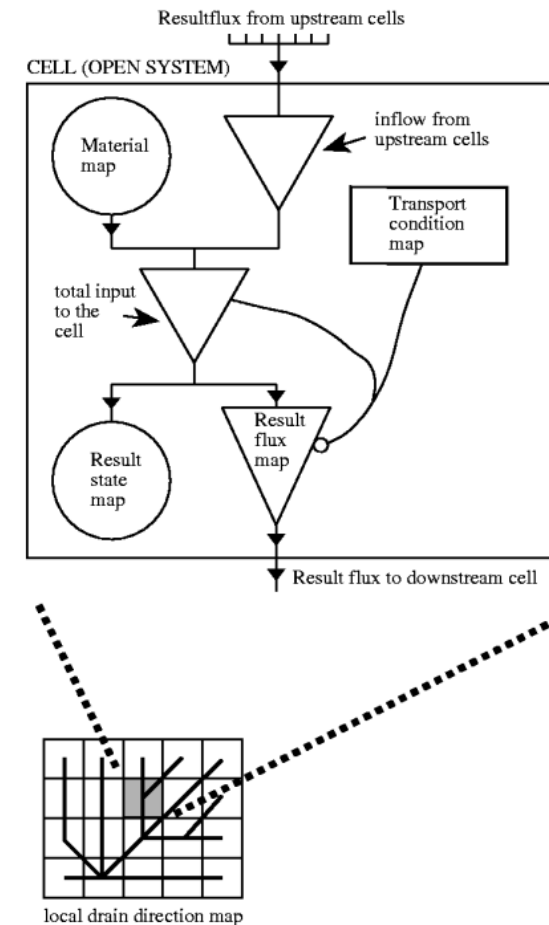 Resultflux from upstream cells
CELL (OPEN SYSTEM)
Material
map
inflow from
upstream cells
Transport
condition
map
total input
to the
cell
Result
flux
map
Result
state
map
Result flux to downstream cell
local drain direction map